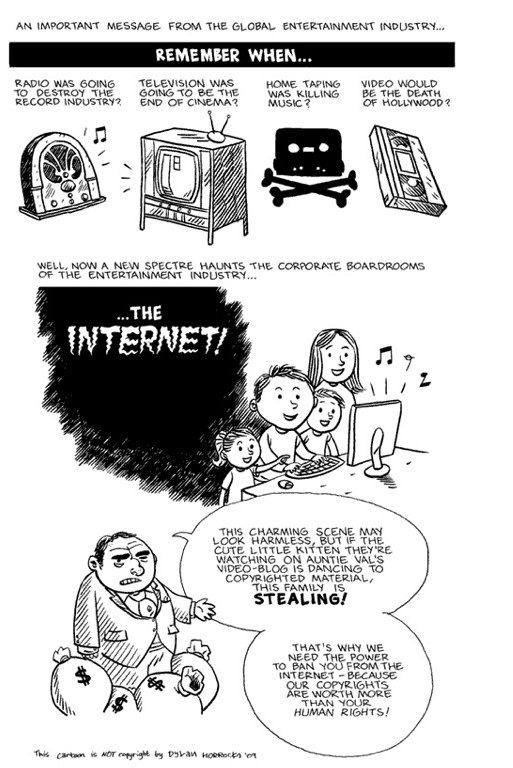 AN IMPORTANT MESSAGE FROM THE GLOBAL ENTERTAINMENT INDUSTRY...
REMEMBER WHEN...
RADIO WAS GOING
TO DESTROY THE
RECORD INDUSTRY?
TELEVISION WAS
GOING TO BE THE
END OF CINEMA?
HOME TAPING
WAS KILLING
MUSIC?
VIDEO WOULD
BE THE DEATH
OF HOLLYWOOD?
WELL, NOW A NEW SPECTRE HAUNTS THE CORPORATE BOARDROOMS
OF THE ENTERTAINMENT INDUSTRY...
...THE
INTERNET!
THIS CHARMING SCENE MAY
LOOK HARMLESS, BUT IF THE
CUTE LITTLE KITTEN THEY'RE
WATCHING ON AUNTIE VAL'S
VIDEO-BLOG IS DANCING TO
COPYRIGHTED MATERIAL,
THIS FAMILY IS
STEALING!
THAT'S WHY WE
NEED THE POWER
TO BAN YOU FROM THE
INTERNET - BECAUSE
OUR COPYRIGHTS
ARE WORTH MORE
THAN YOUR
HUMAN RIGHTS!
$ $ $ $
This cartoon is NOT copyright by DYLAN HORROCKS '09